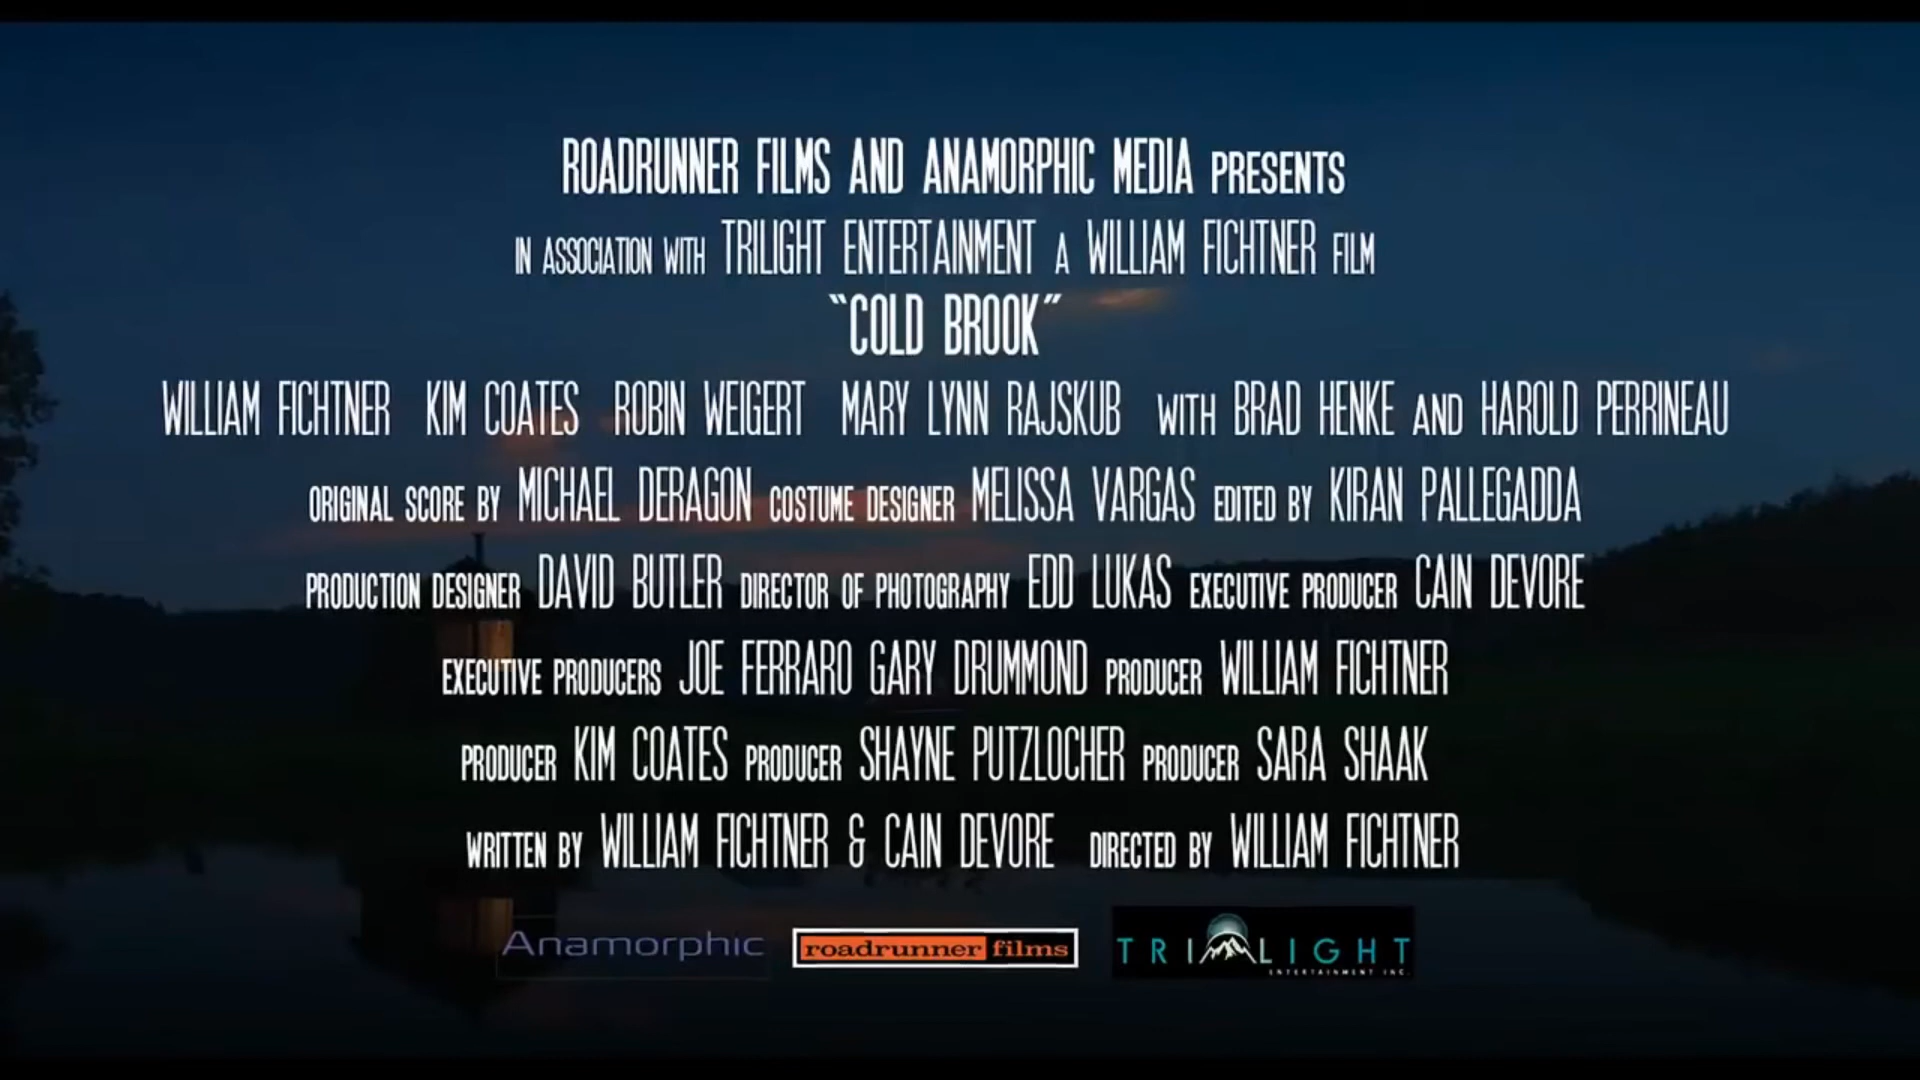 ROADRUNNER FILMS AND ANAMORPHIC MEDIA PRESENTS
IN ASSOCIATION WITH TRILIGHT ENTERTAINMENT A WILLIAM FICHTNER FILM
“COLD BROOK”
WILLIAM FICHTNER KIM COATES ROBIN WEIGERT MARY LYNN RAJSKUB WITH BRAD HENKE AND HAROLD PERRINEAU
ORIGINAL SCORE BY MICHAEL DERAGON COSTUME DESIGNER MELISSA VARGAS EDITED BY KIRAN PALLEGADDA
PRODUCTION DESIGNER DAVID BUTLER DIRECTOR OF PHOTOGRAPHY EDD LUKAS EXECUTIVE PRODUCER CAIN DEVORE
EXECUTIVE PRODUCERS JOE FERRARO GARY DRUMMOND PRODUCER WILLIAM FICHTNER
PRODUCER KIM COATES PRODUCER SHAYNE PUTZLOCHER PRODUCER SARA SHAAK
WRITTEN BY WILLIAM FICHTNER & CAIN DEVORE DIRECTED BY WILLIAM FICHTNER
Anamorphic roadrunner films TRILIGHT
ENTERTAINMENT INC.